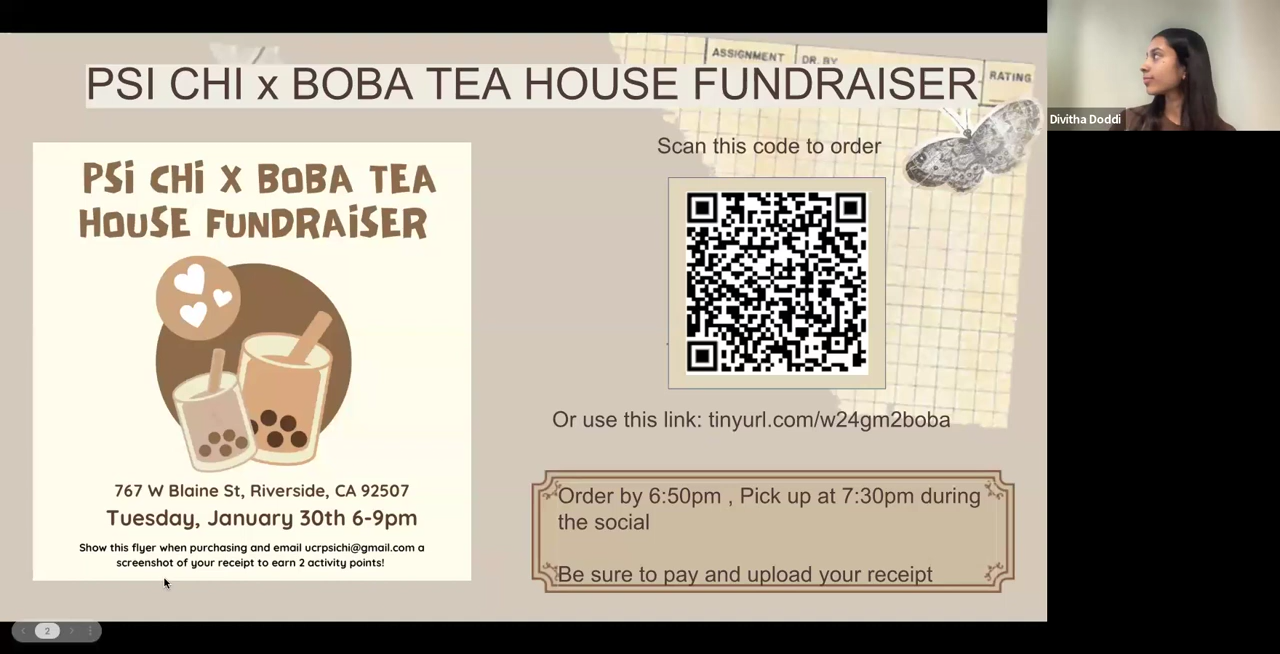 ASSIGNMENT
DR. BY
RATING
PSI CHI x BOBA TEA HOUSE FUNDRAISER
Divitha Doddi
PSi CHi X BOBA TEA
HOUSE FUNDRAiSER
767 W Blaine St, Riverside, CA 92507
Tuesday, January 30th 6-9pm
Show this flyer when purchasing and email ucrpsichi@gmail.com a
screenshot of your receipt to earn 2 activity points!
Scan this code to order
Or use this link: tinyurl.com/w24gm2boba
Order by 6:50pm , Pick up at 7:30pm during
the social
Be sure to pay and upload your receipt
2